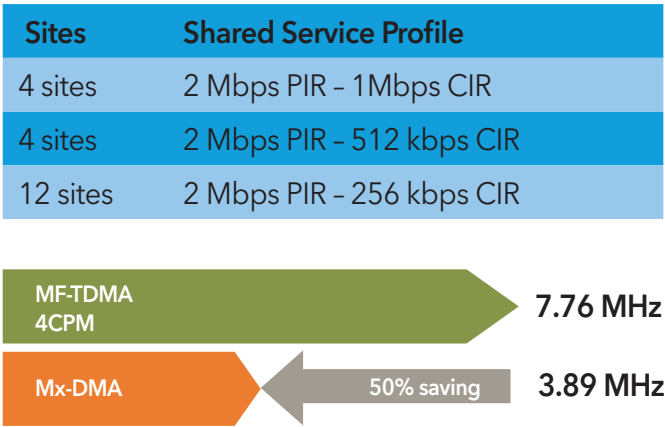 Sites Shared Service Profile
4 sites 2 Mbps PIR – 1Mbps CIR
4 sites 2 Mbps PIR – 512 kbps CIR
12 sites 2 Mbps PIR – 256 kbps CIR
MF-TDMA
4CPM
7.76 MHz
Mx-DMA
50% saving
3.89 MHz